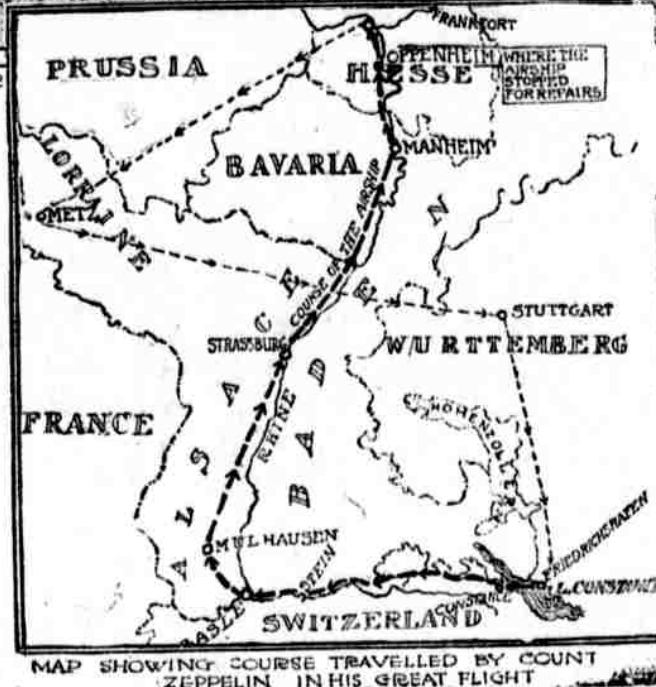 FRANKFORT
PRUSSIA
OPPENHEIM
WHERE THE
AIRSHIP
STOPPED
FOR REPAIRS
HESSE
MANHEIM
BAVARIA
LORRAINE
METZ
COURSE OF THE AIRSHIP
STUTTGART
STRASSBURG
WURTTEMBERG
FRANCE
ALSACE
RHINE
BADEN
HOHENZOLLERN
MULHAUSEN
FRIEDRICHSHAFEN
L. CONSTANCE
STEIN
CONSTANCE
BASLE
SWITZERLAND
MAP SHOWING COURSE TRAVELLED BY COUNT
ZEPPELIN IN HIS GREAT FLIGHT